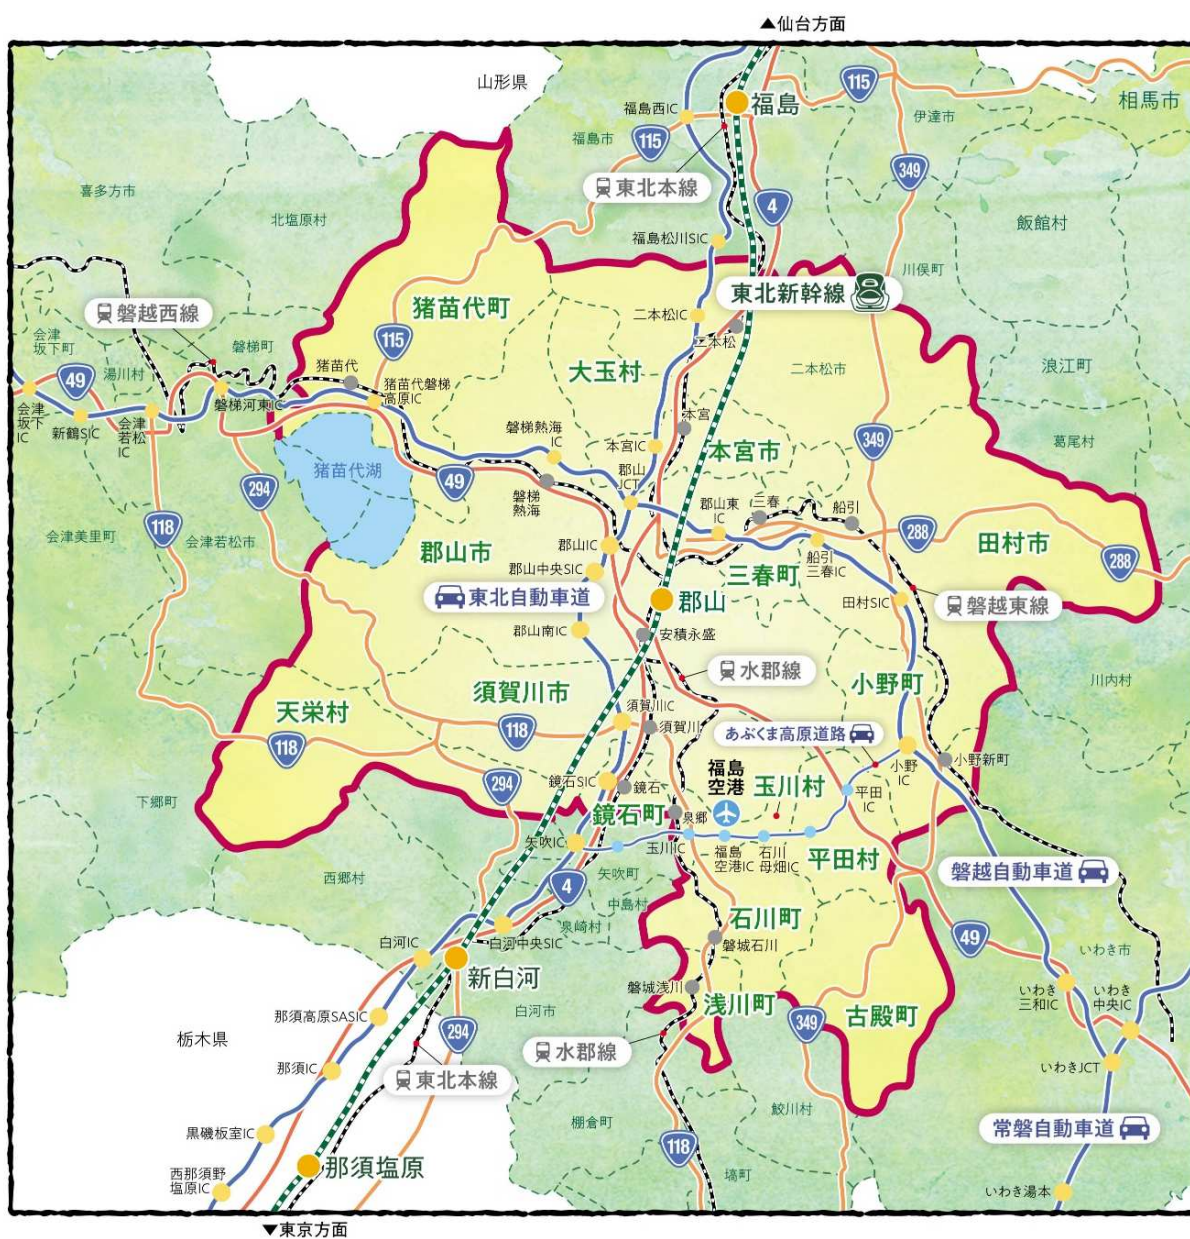 ▲仙台方面
山形県
福島西IC
福島
115
相馬市
伊達市
福島市
115
349
喜多方市
東北本線
4
北塩原村
飯館村
福島松川SIC
川俣町
東北新幹線
猪苗代町
磐越西線
二本松IC
二本松
会津
坂下町
磐梯町
115
湯川村
猪苗代
大玉村
二本松市
浪江町
49
猪苗代磐梯
高原IC
会津
坂下
IC
新鶴SIC
会津
若松
IC
磐梯河東IC
本宮
磐梯熱海
IC
本宮IC
本宮市
349
葛尾村
猪苗代湖
郡山
JCT
49
294
磐梯
熱海
郡山東
IC
三春
船引
118
288
会津美里町
会津若松市
郡山市
郡山IC
田村市
船引
三春IC
288
郡山中央SIC
三春町
東北自動車道
郡山
田村SIC
磐越東線
郡山南IC
安積永盛
水郡線
小野町
川内村
須賀川市
天栄村
須賀川IC
須賀川
118
118
あぶくま高原道路
小野
IC
小野新町
福島
空港
294
鏡石SIC
鏡石
玉川村
平田
IC
下郷町
鏡石町
泉郷
矢吹IC
玉川IC
福島
空港IC
石川
母畑IC
平田村
矢吹町
磐越自動車道
西郷村
4
中島村
石川町
泉崎村
白河IC
白河中央SIC
磐城石川
49
いわき市
新白河
磐城浅川
いわき
三和IC
いわき
中央IC
那須高原SASIC
白河市
浅川町
古殿町
349
栃木県
294
水郡線
那須IC
東北本線
いわきJCT
鮫川村
棚倉町
黒磯板室IC
常磐自動車道
118
那須塩原
西那須野
塩原IC
塙町
いわき湯本
▼東京方面